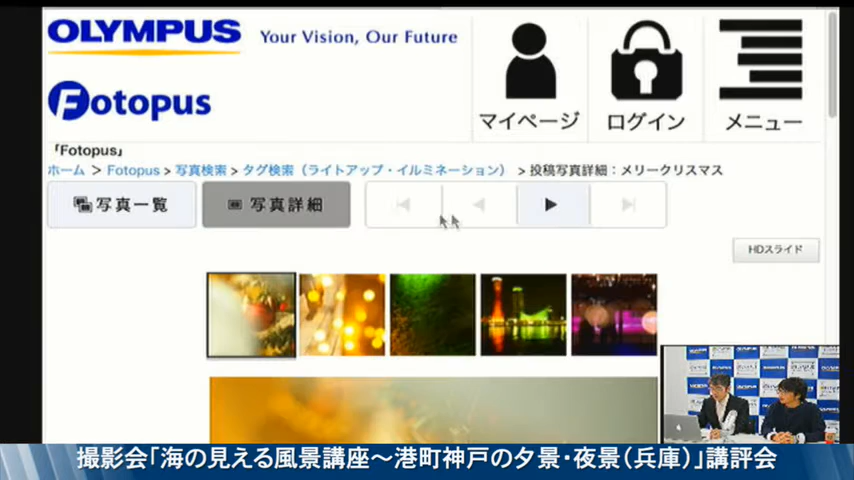 OLYMPUS Your Vision, Our Future
Fotopus
マイページ
ログイン
メニュー
「Fotopus」
ホーム > Fotopus > 写真検索 > タグ検索(ライトアップ・イルミネーション) > 投稿写真詳細:メリークリスマス
写真一覧
写真詳細
HDスライド
撮影会「海の見える風景講座～港町神戸の夕景・夜景(兵庫)」講評会